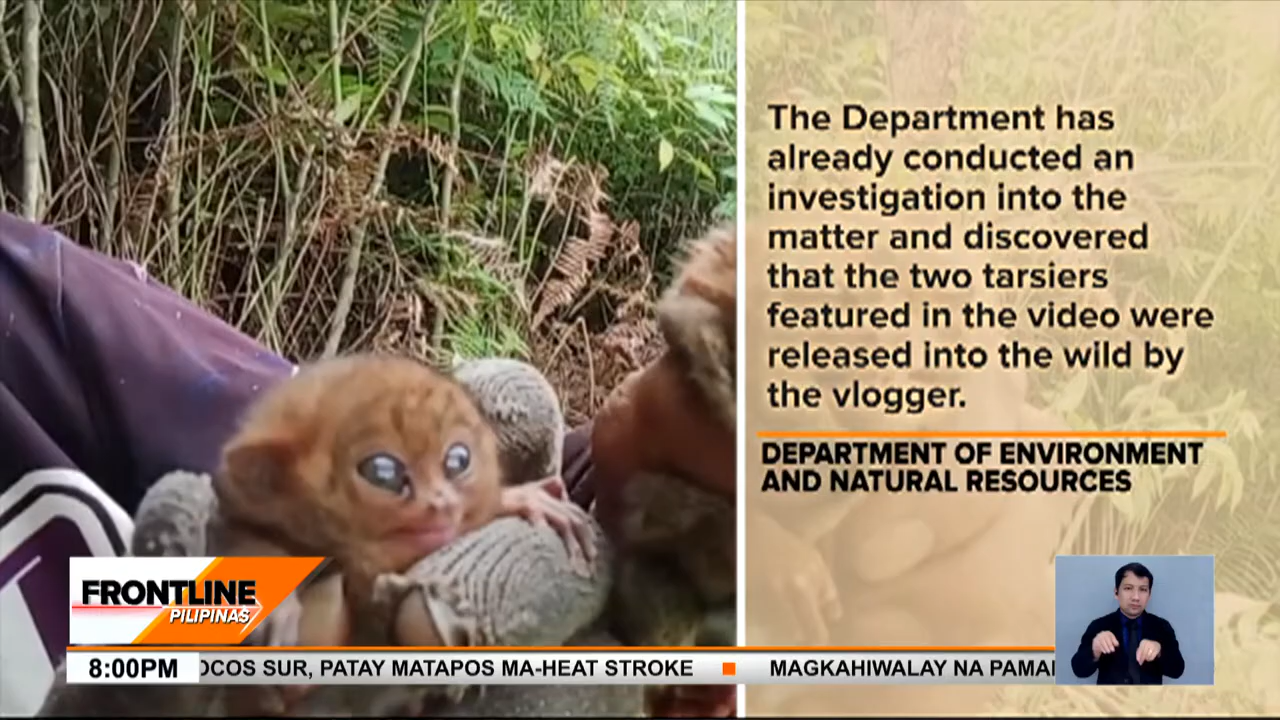 The Department has
already conducted an
investigation into the
matter and discovered
that the two tarsiers
featured in the video were
released into the wild by
the vlogger.
DEPARTMENT OF ENVIRONMENT
AND NATURAL RESOURCES
FRONTLINE
PILIPINAS
8:00PM
OCOS SUR, PATAY MATAPOS MA-HEAT STROKE
MAGKAHIWALAY NA PAMA